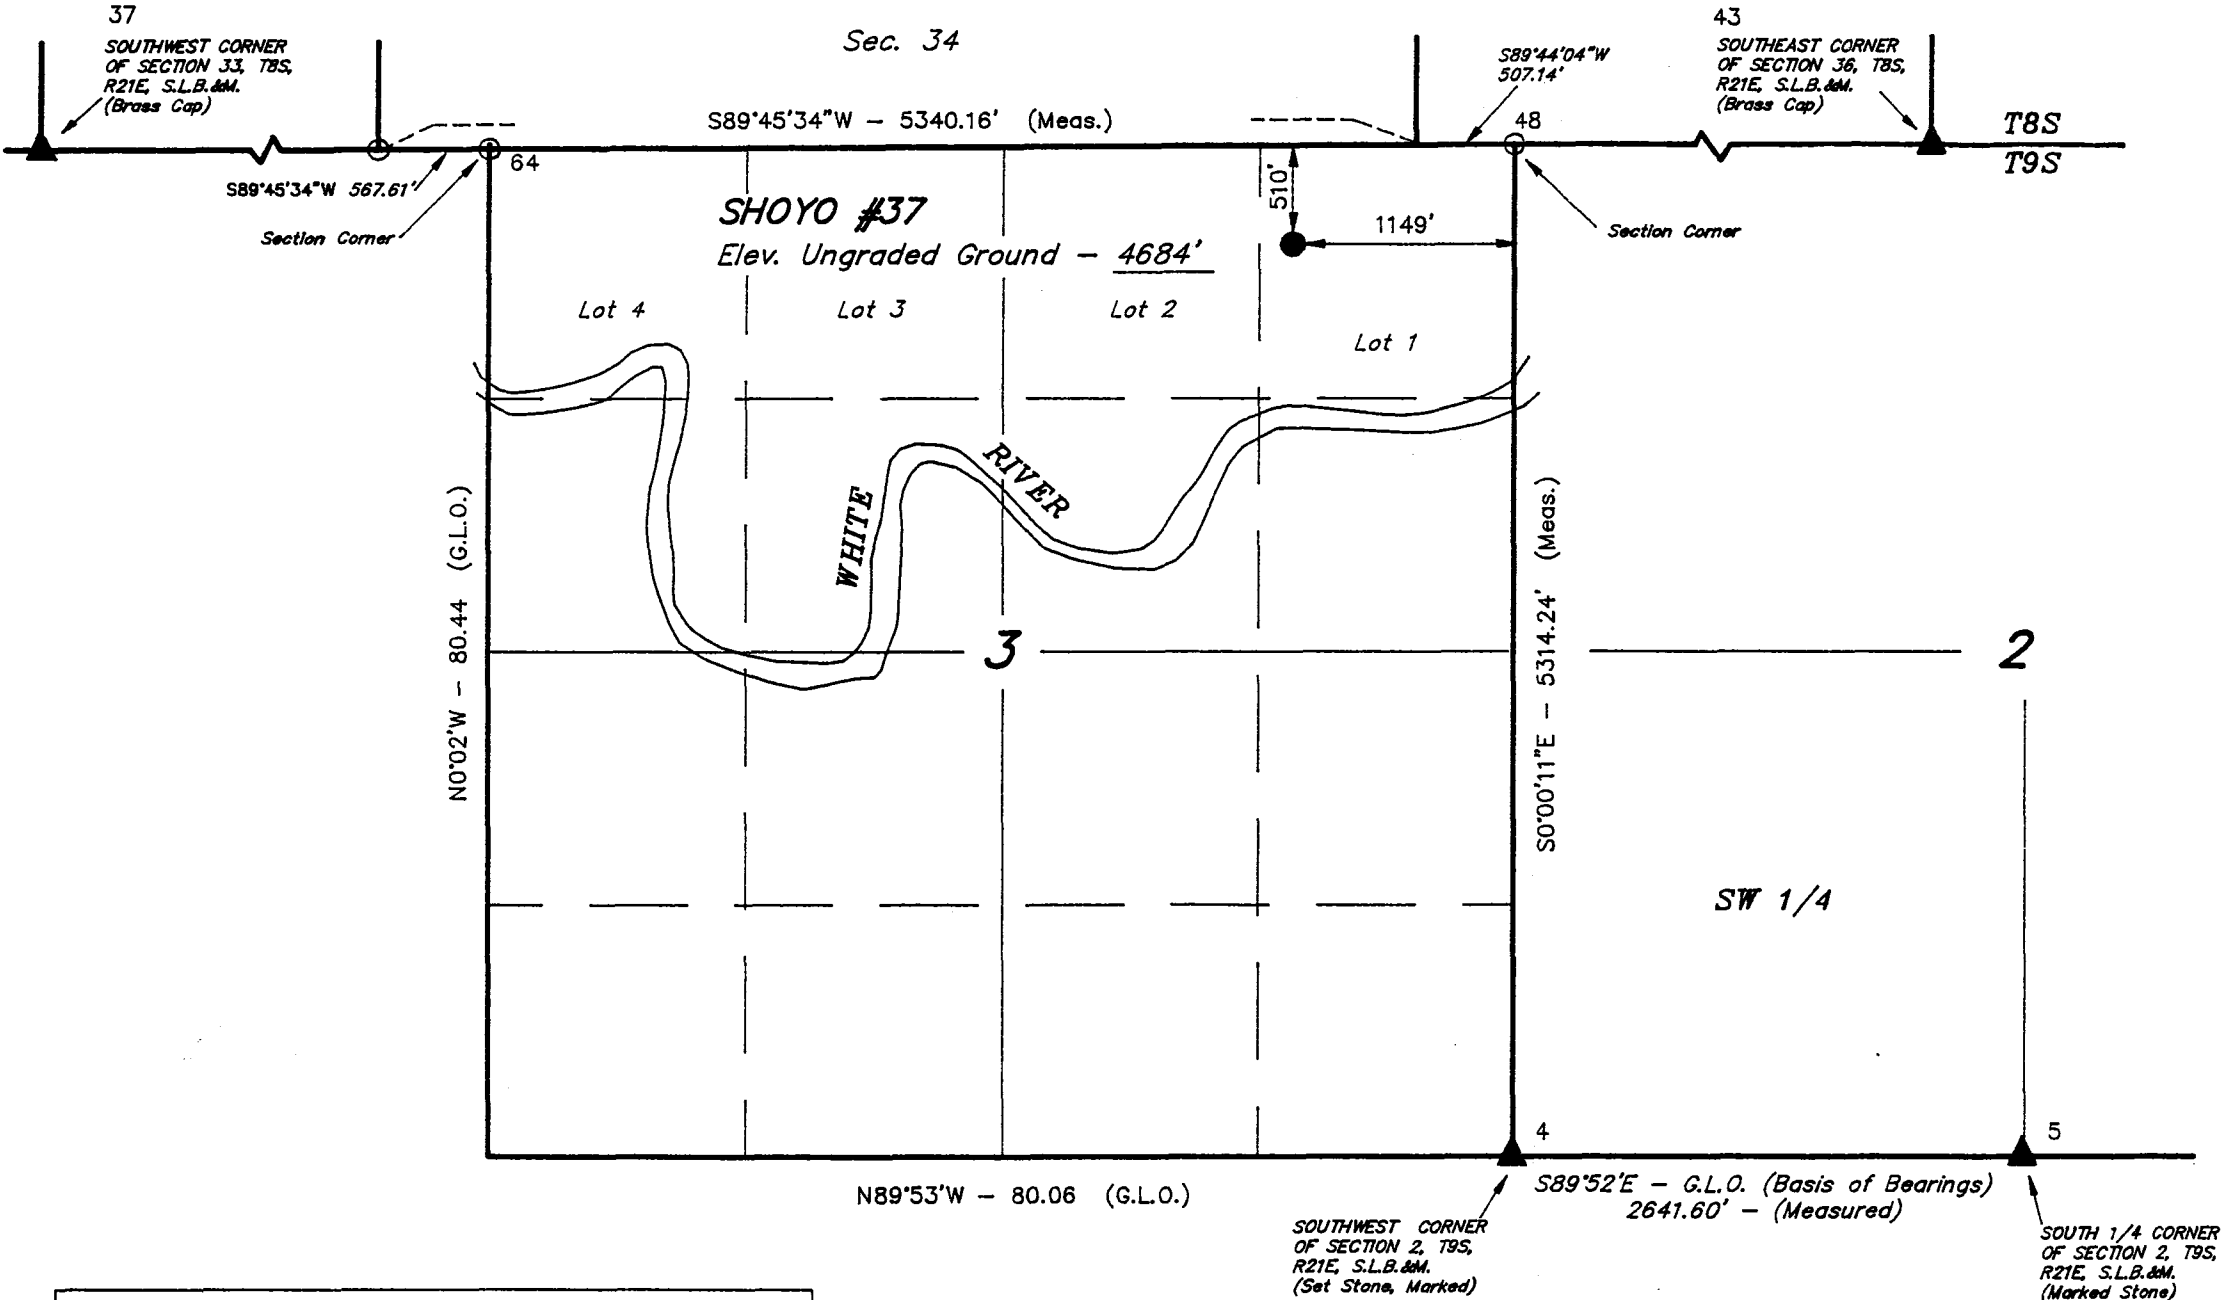 37
SOUTHWEST CORNER
OF SECTION 33, T8S,
R21E, S.L.B.&M.
(Brass Cap)
Sec. 34
S89°44'04"W
507.14'
43
SOUTHEAST CORNER
OF SECTION 36, T8S,
R21E, S.L.B.&M.
(Brass Cap)
S89°45'34"W – 5340.16' (Meas.)
48
T8S
T9S
64
S89°45'34"W 567.61'
Section Corner
SHOYO #37
Elev. Ungraded Ground – 4684'
510'
1149'
Section Corner
Lot 4
Lot 3
Lot 2
Lot 1
WHITE
RIVER
N0°02'W – 80.44 (G.L.O.)
S0°00'11"E – 5314.24' (Meas.)
3
2
SW 1/4
4
5
N89°53'W – 80.06 (G.L.O.)
S89°52'E – G.L.O. (Basis of Bearings)
2641.60' – (Measured)
SOUTHWEST CORNER
OF SECTION 2, T9S,
R21E, S.L.B.&M.
(Set Stone, Marked)
SOUTH 1/4 CORNER
OF SECTION 2, T9S,
R21E, S.L.B.&M.
(Marked Stone)